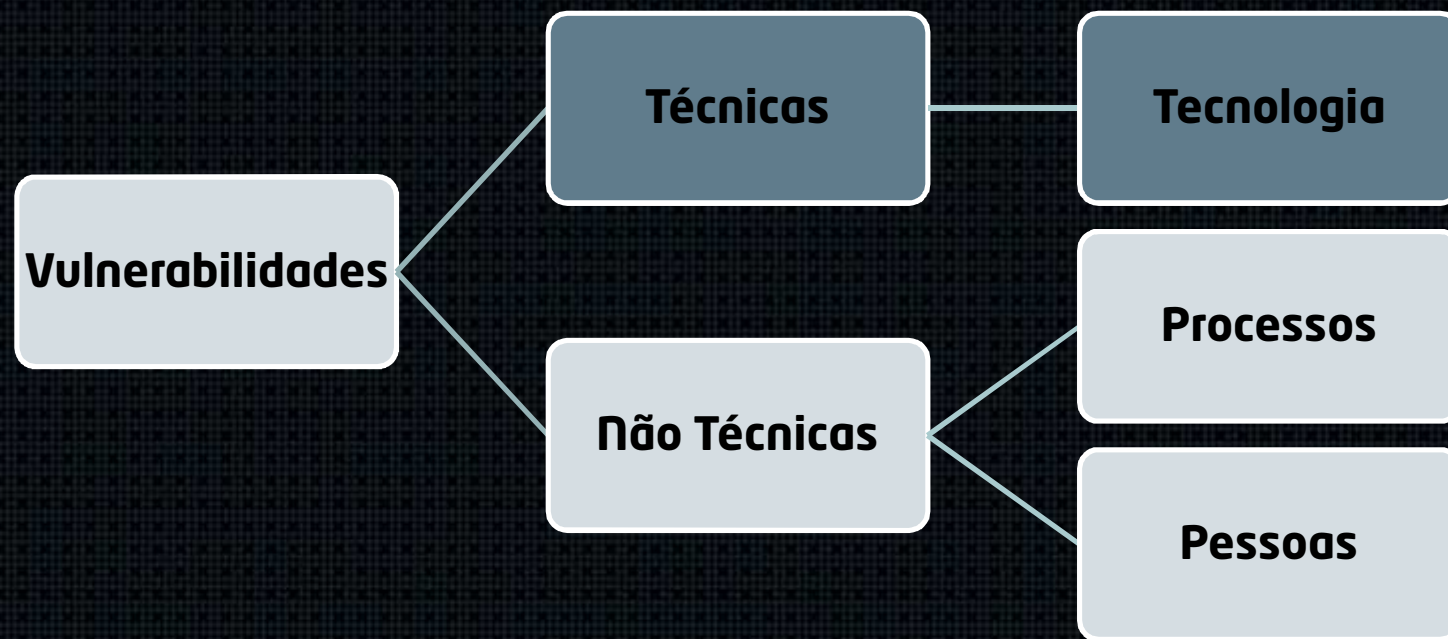 Vulnerabilidades
Técnicas
Tecnologia
Não Técnicas
Processos
Pessoas